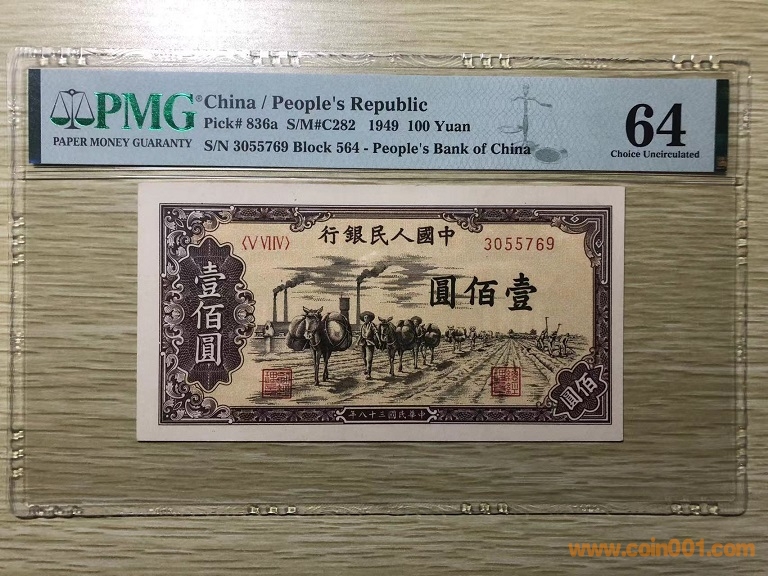 PMG® China / People's Republic
PAPER MONEY GUARANTY
Pick# 836a S/M#C282 1949 100 Yuan
S/N 3055769 Block 564 - People's Bank of China
64
Choice Uncirculated
行銀民人國中
〈V VI IV〉
3055769
圓佰壹
壹佰圓
佰圓
年八十三國民華中
www.coin001.com